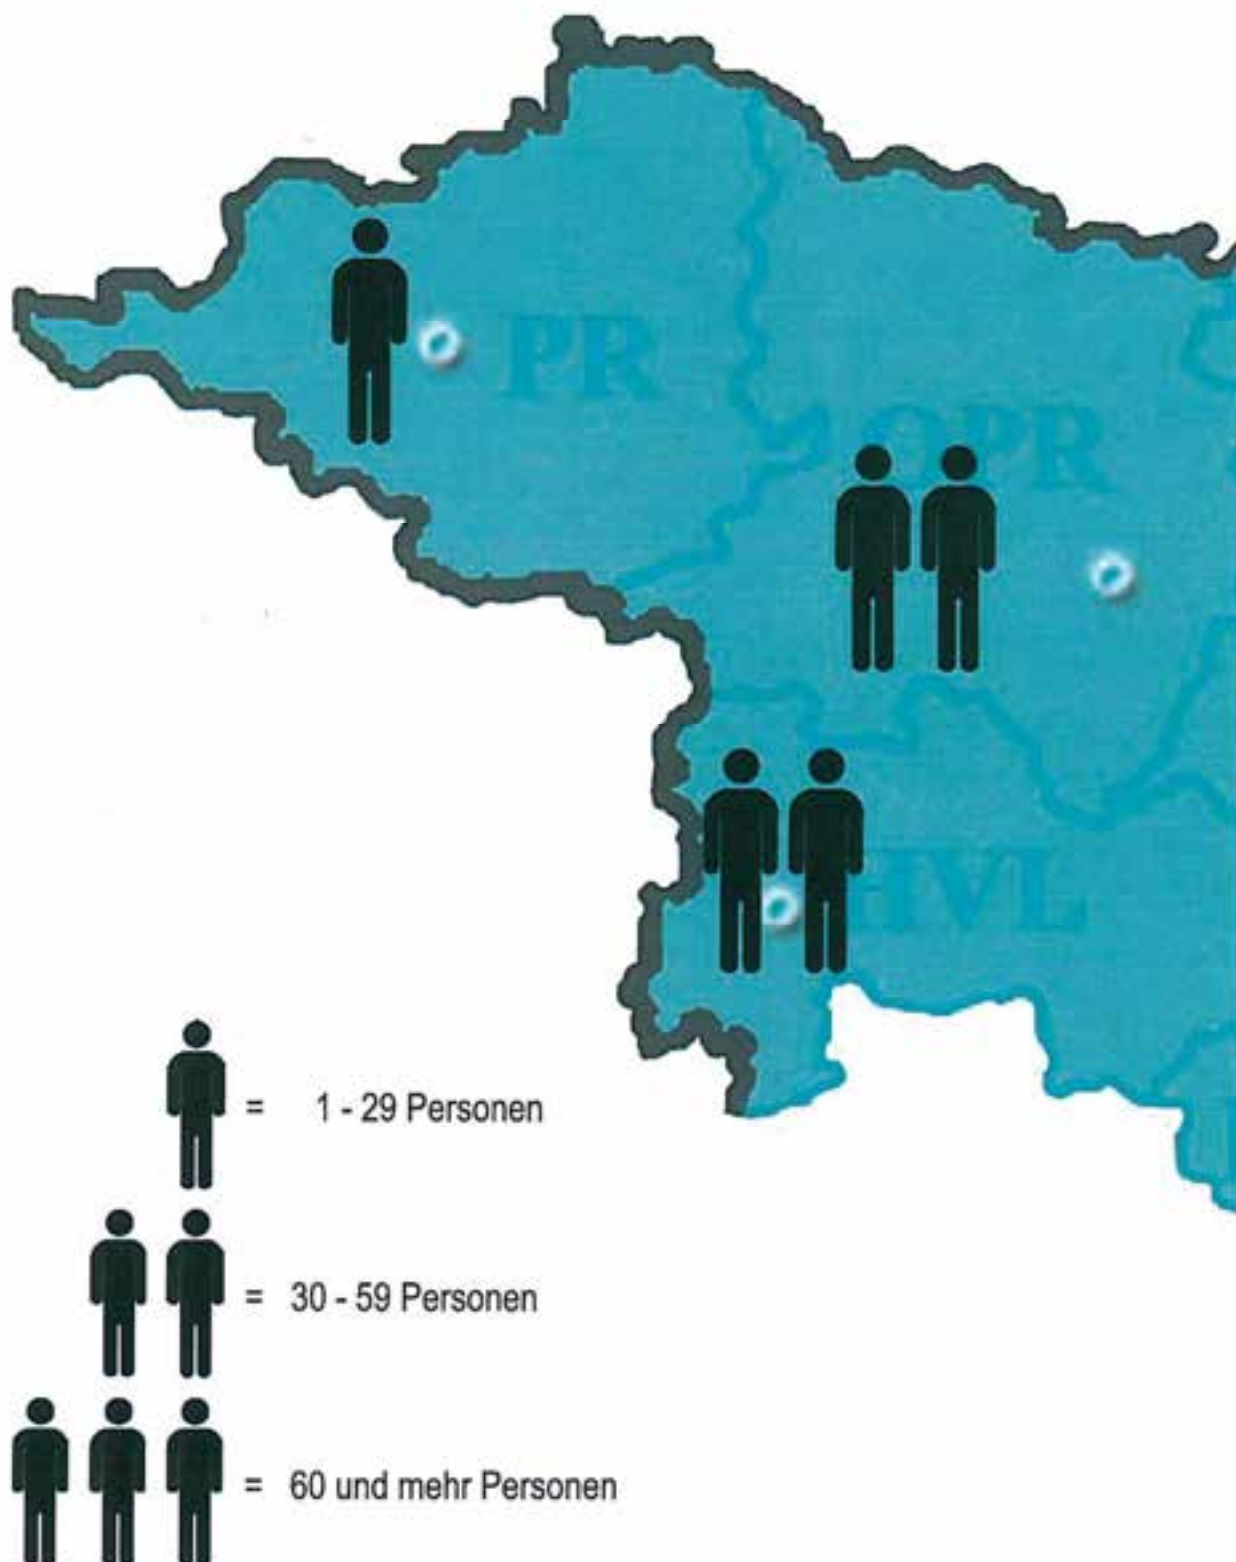 PR
OPR
HVL
= 1 - 29 Personen
= 30 - 59 Personen
= 60 und mehr Personen